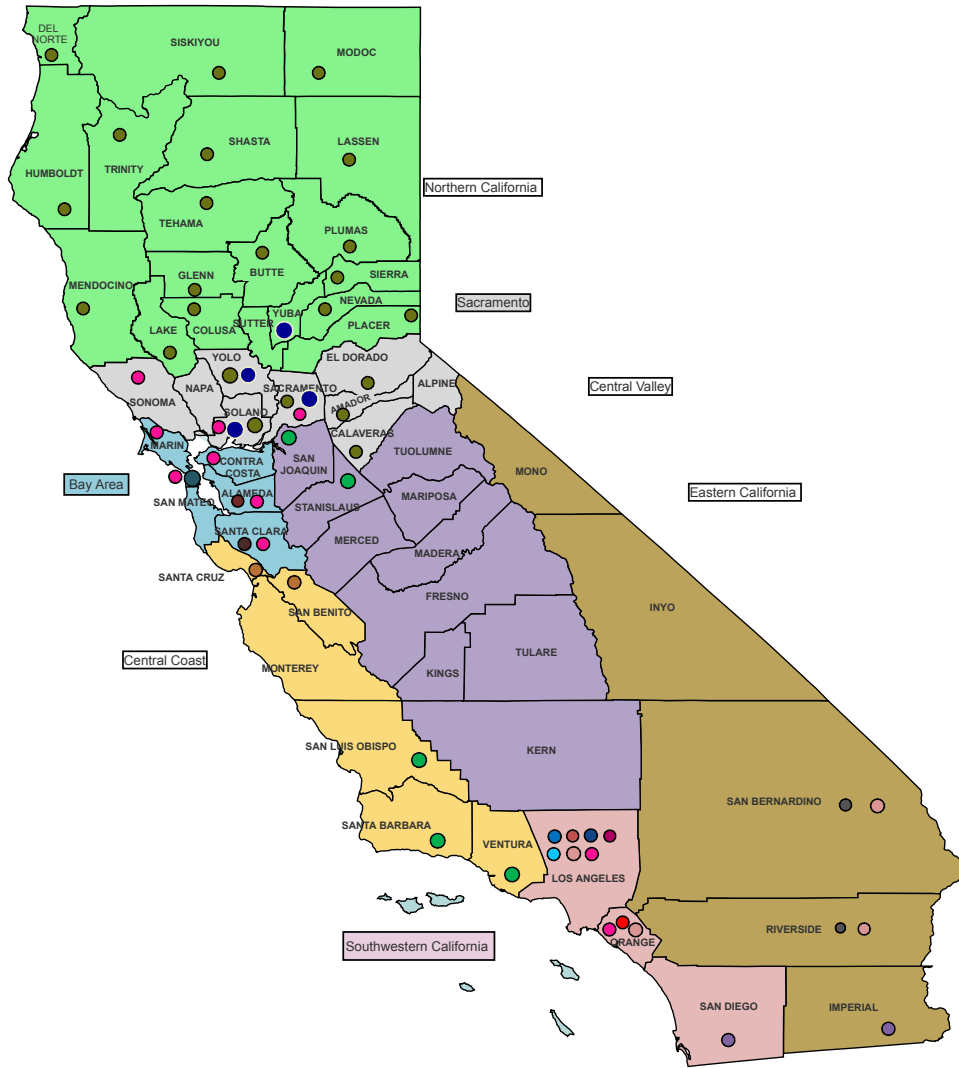 DEL
NORTE
SISKIYOU
MODOC
SHASTA
LASSEN
TRINITY
HUMBOLDT
Northern California
TEHAMA
PLUMAS
BUTTE
SIERRA
GLENN
MENDOCINO
NEVADA
Sacramento
YUBA
SUTTER
COLUSA
LAKE
PLACER
YOLO
EL DORADO
NAPA
SACRAMENTO
ALPINE
Central Valley
SONOMA
AMADOR
SOLANO
CALAVERAS
MARIN
TUOLUMNE
CONTRA
COSTA
SAN
JOAQUIN
MONO
Bay Area
ALAMEDA
Eastern California
SAN MATEO
STANISLAUS
MARIPOSA
SANTA CLARA
MERCED
MADERA
SANTA CRUZ
FRESNO
INYO
SAN BENITO
TULARE
Central Coast
MONTEREY
KINGS
SAN LUIS OBISPO
KERN
SAN BERNARDINO
SANTA BARBARA
VENTURA
LOS ANGELES
RIVERSIDE
ORANGE
Southwestern California
SAN DIEGO
IMPERIAL